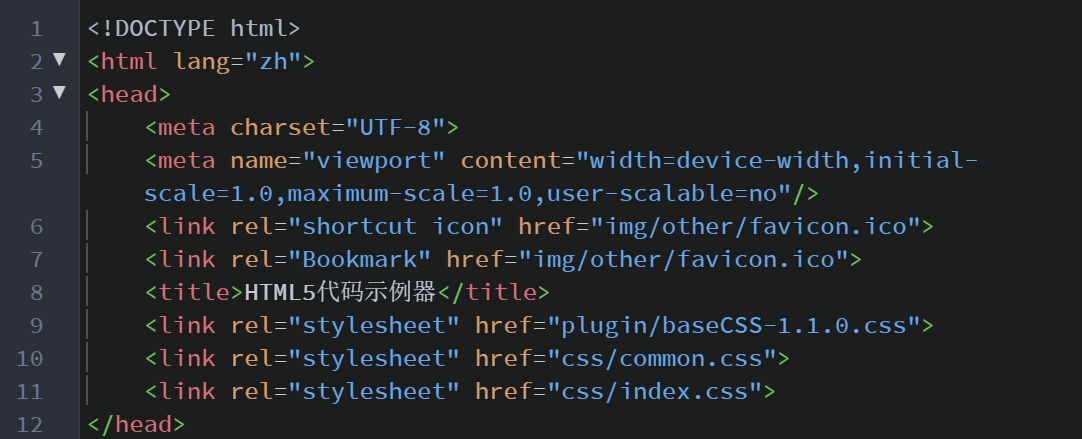 1 <!DOCTYPE html>
2 ▼ <html lang="zh">
3 ▼ <head>
4 <meta charset="UTF-8">
5 <meta name="viewport" content="width=device-width,initial-
scale=1.0,maximum-scale=1.0,user-scalable=no"/>
6 <link rel="shortcut icon" href="img/other/favicon.ico">
7 <link rel="Bookmark" href="img/other/favicon.ico">
8 <title>HTML5代码示例器</title>
9 <link rel="stylesheet" href="plugin/baseCSS-1.1.0.css">
10 <link rel="stylesheet" href="css/common.css">
11 <link rel="stylesheet" href="css/index.css">
12 </head>